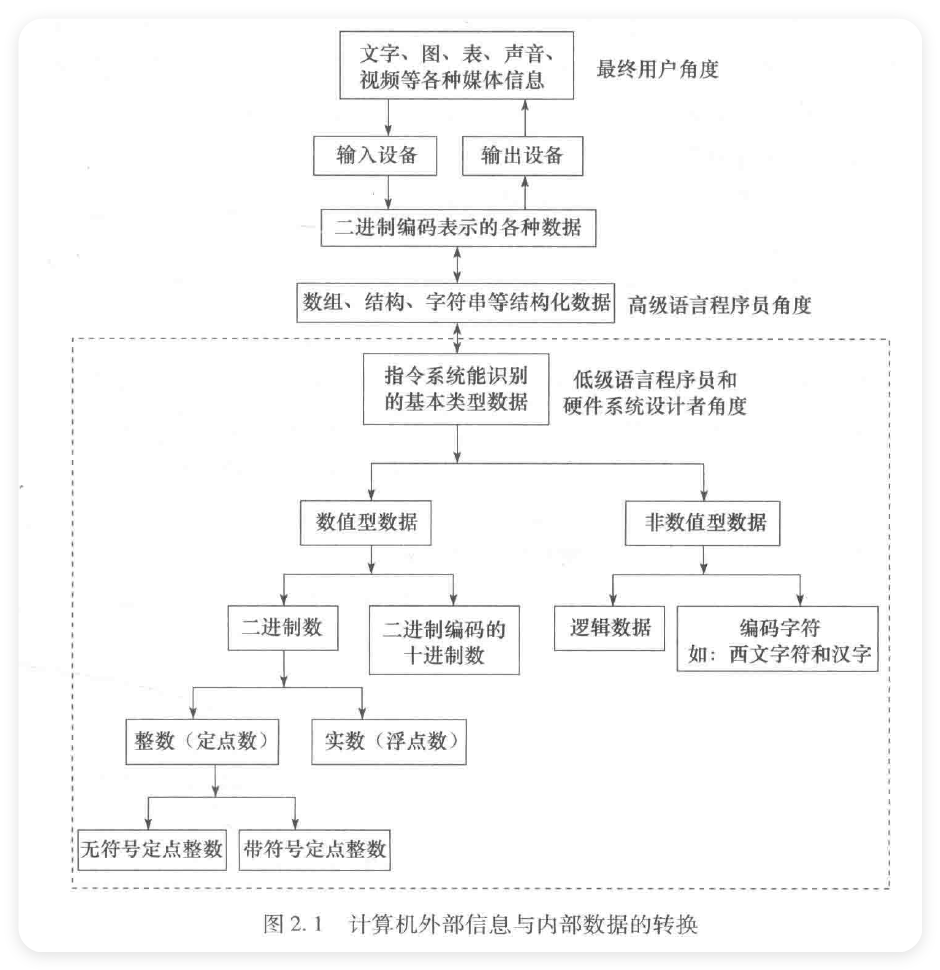 文字、图、表、声音、
视频等各种媒体信息
最终用户角度
输入设备
输出设备
二进制编码表示的各种数据
数组、结构、字符串等结构化数据
高级语言程序员角度
指令系统能识别
的基本类型数据
低级语言程序员和
硬件系统设计者角度
数值型数据
非数值型数据
二进制数
二进制编码的
十进制数
逻辑数据
编码字符
如：西文字符和汉字
整数（定点数）
实数（浮点数）
无符号定点整数
带符号定点整数
图 2.1 计算机外部信息与内部数据的转换